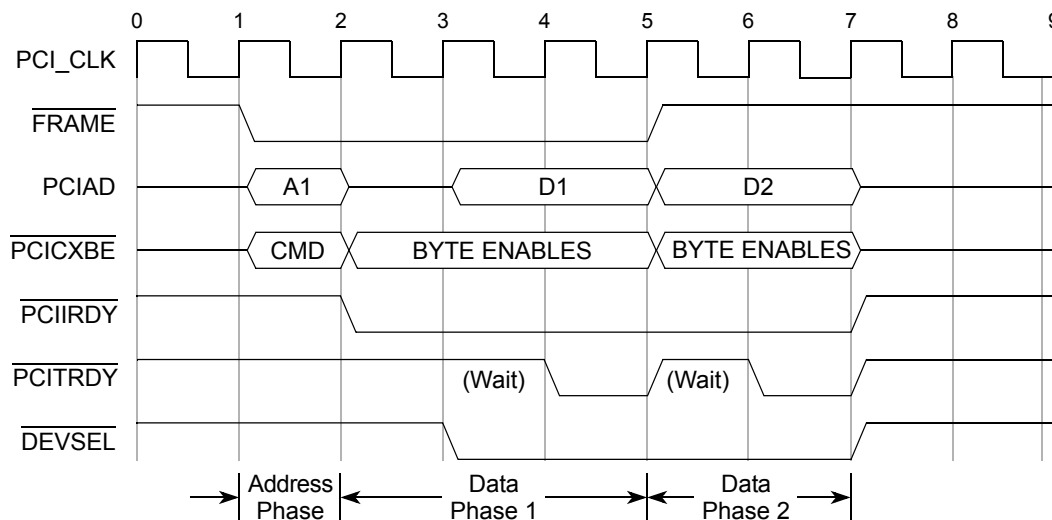 0 1 2 3 4 5 6 7 8 9
PCI_CLK
FRAME
PCIAD A1 D1 D2
PCICXBE CMD BYTE ENABLES BYTE ENABLES
PCIIRDY
PCITRDY (Wait) (Wait)
DEVSEL
Address Phase
Data Phase 1
Data Phase 2